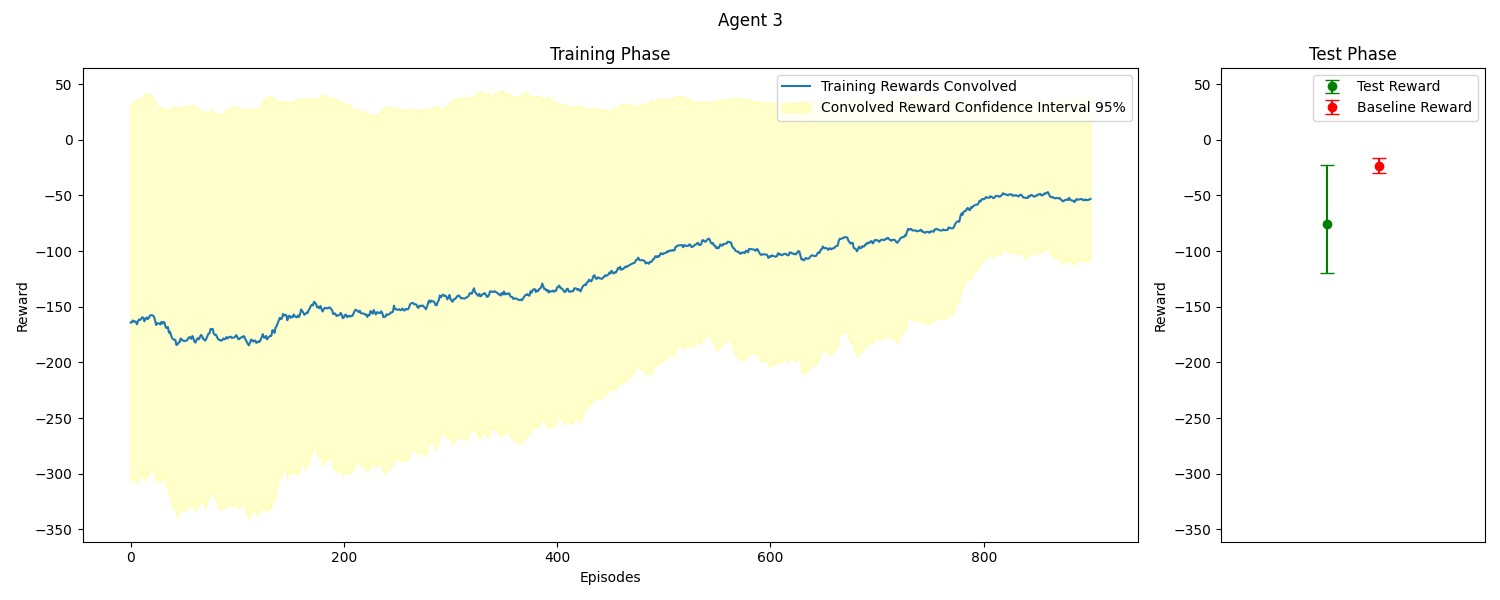 Agent 3
Training Phase
Training Rewards Convolved
Convolved Reward Confidence Interval 95%
50
0
−50
−100
−150
−200
−250
−300
−350
Reward
0
200
400
600
800
Episodes
Test Phase
Test Reward
Baseline Reward
50
0
−50
−100
−150
−200
−250
−300
−350
Reward